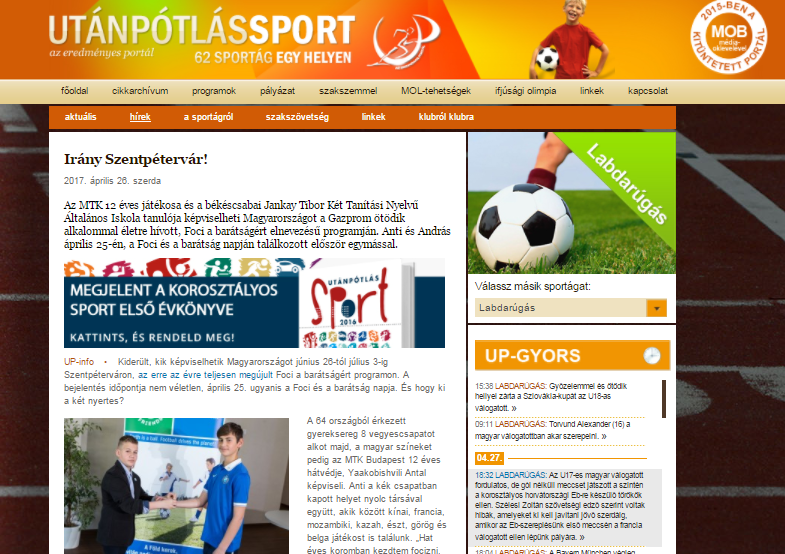 UTÁNPÓTLÁSSPORT
az eredményes portál
62 SPORTÁG EGY HELYEN
2015-BEN A
MOB
média-
oklevelével
KITÜNTETETT PORTÁL
főoldal cikkarchívum programok pályázat szakszemmel MOL-tehetségek ifjúsági olimpia linkek kapcsolat
aktuális hírek a sportágról szakszövetség linkek klubról klubra
Irány Szentpétervár!
2017. április 26. szerda
Az MTK 12 éves játékosa és a békéscsabai Jankay Tibor Két Tanítási Nyelvű
Általános Iskola tanulója képviselheti Magyarországot a Gazprom ötödik
alkalommal életre hívott, Foci a barátságért elnevezésű programján. Anti és András
április 25-én, a Foci és a barátság napján találkozott először egymással.
MEGJELENT A KOROSZTÁLYOS
SPORT ELSŐ ÉVKÖNYVE
KATTINTS, ÉS RENDELD MEG!
UTÁNPÓTLÁS
Sport
2016
UP-info • Kiderült, kik képviselhetik Magyarországot június 26-tól július 3-ig
Szentpéterváron, az erre az évre teljesen megújult Foci a barátságért programon. A
bejelentés időpontja nem véletlen, április 25. ugyanis a Foci és a barátság napja. És hogy ki
a két nyertes?
A 64 országból érkezett
gyereksereg 8 vegyescsapatot
alkot majd, a magyar színeket
pedig az MTK Budapest 12 éves
hátvédje, Yaakobishvili Antal
képviseli. Anti a kék csapatban
kapott helyet nyolc társával
együtt, akik között kínai, francia,
mozambiki, kazah, észt, görög és
belga játékost is találunk. „Hat
éves koromban kezdtem focizni.
Labdarúgás
Válassz másik sportágat:
Labdarúgás
UP-GYORS
15:38 LABDARÚGÁS: Győzelemmel és ötödik
hellyel zárta a Szlovákia-kupát az U18-as
válogatott. »
09:11 LABDARÚGÁS: Torvund Alexander (16) a
magyar válogatottban akar szerepelni. »
04.27.
18:32 LABDARÚGÁS: Az U17-es magyar válogatott
fordulatos, de gól nélküli meccset játszott a szintén
a korosztályos horvátországi Eb-re készülő törökök
ellen. Szélesi Zoltán szövetségi edző szerint voltak
hibák, amelyeket ki kell javítani jövő szerdáig,
amikor az Eb-szereplésünk első meccsén a francia
válogatott ellen lépünk pályára. »
18:04 LABDARÚGÁS: A Bayern München végleg